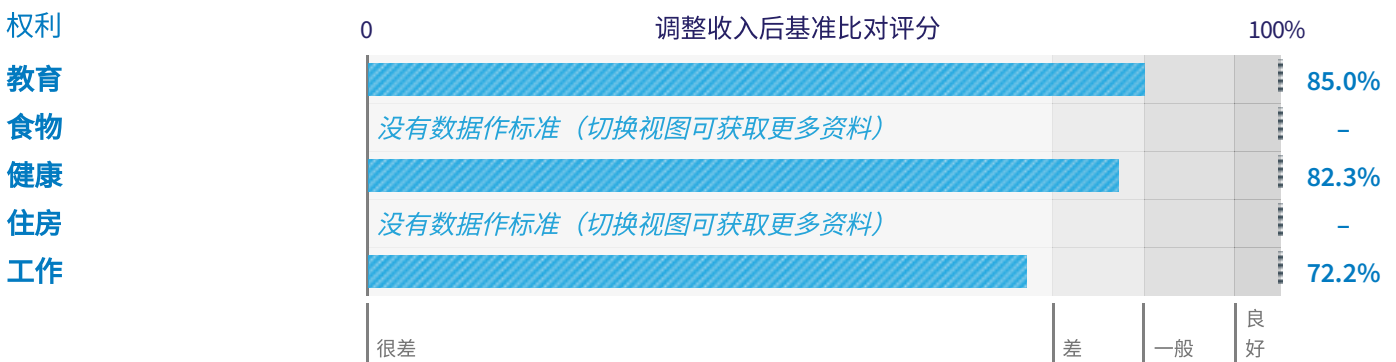 权利 0 调整收入后基准比对评分 100%
教育 85.0%
食物 没有数据作标准（切换视图可获取更多资料） –
健康 82.3%
住房 没有数据作标准（切换视图可获取更多资料） –
工作 72.2%
很差 差 一般 良好